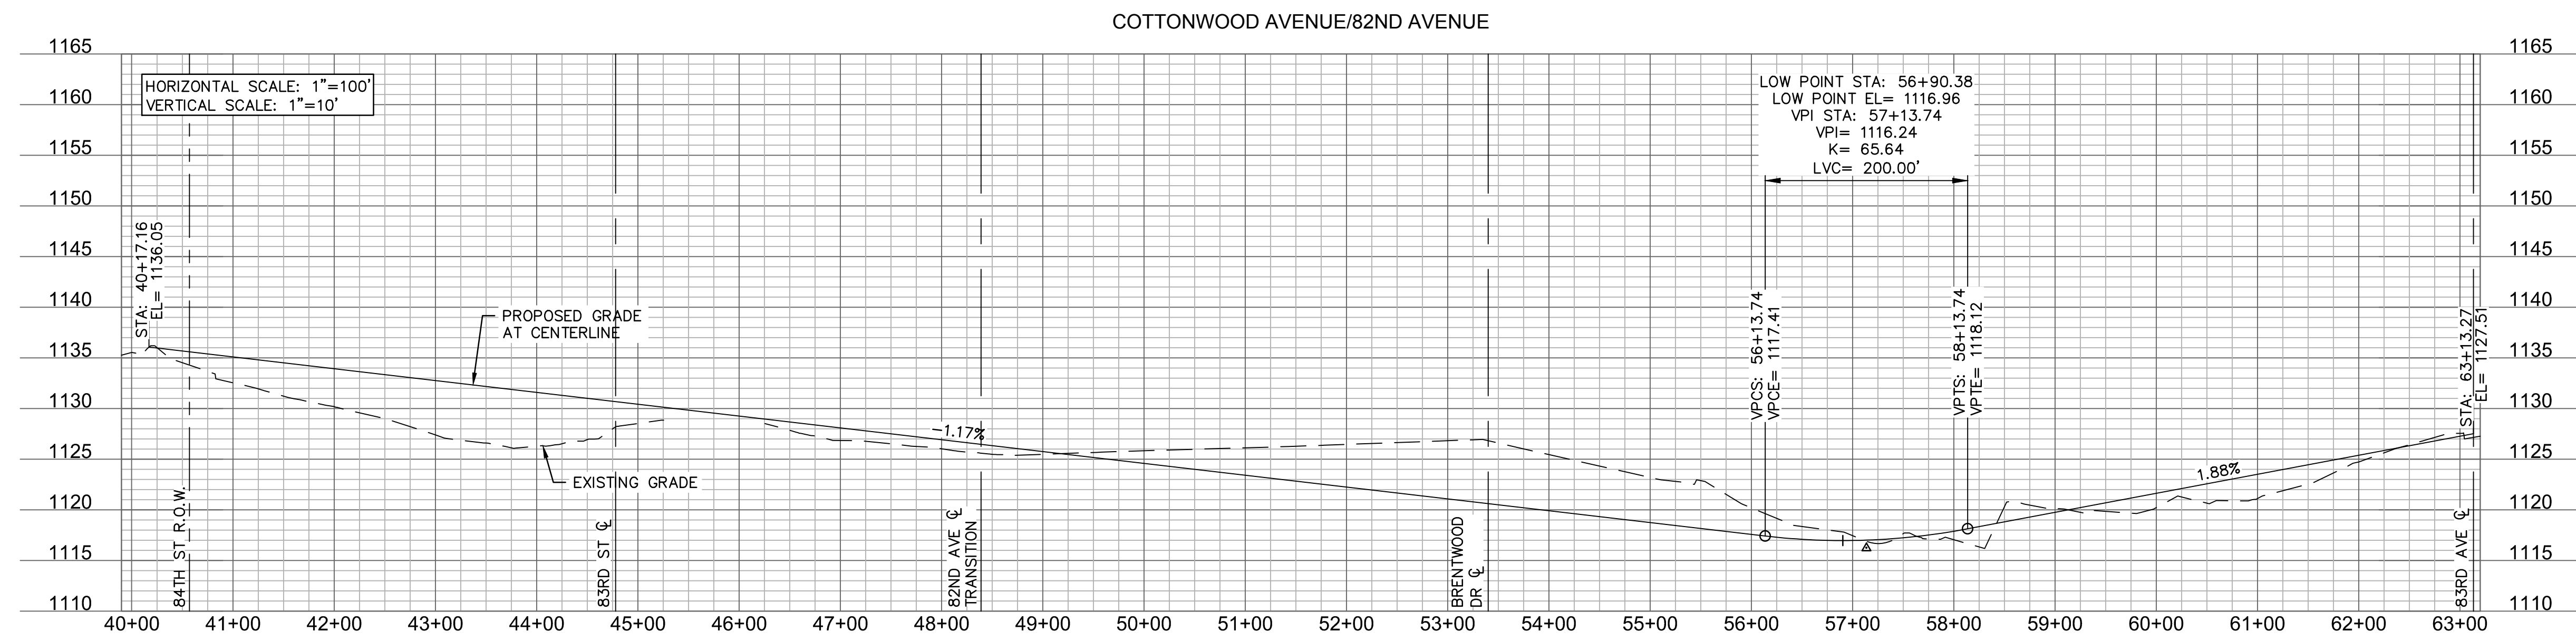 COTTONWOOD AVENUE/82ND AVENUE
1165
1160
1155
1150
1145
1140
1135
1130
1125
1120
1115
1110
HORIZONTAL SCALE: 1"=100'
VERTICAL SCALE: 1"=10'
STA: 40+17.16
EL= 1136.05
84TH ST R.O.W.
PROPOSED GRADE
AT CENTERLINE
EXISTING GRADE
83RD ST ℄
-1.17%
82ND AVE ℄
TRANSITION
BRENTWOOD
DR ℄
LOW POINT STA: 56+90.38
LOW POINT EL= 1116.96
VPI STA: 57+13.74
VPI= 1116.24
K= 65.64
LVC= 200.00'
VPCS: 56+13.74
VPCE= 1117.41
VPTS: 58+13.74
VPTE= 1118.12
1.88%
STA: 63+13.27
EL= 1127.51
83RD AVE ℄
1165
1160
1155
1150
1145
1140
1135
1130
1125
1120
1115
1110
40+00 41+00 42+00 43+00 44+00 45+00 46+00 47+00 48+00 49+00 50+00 51+00 52+00 53+00 54+00 55+00 56+00 57+00 58+00 59+00 60+00 61+00 62+00 63+00